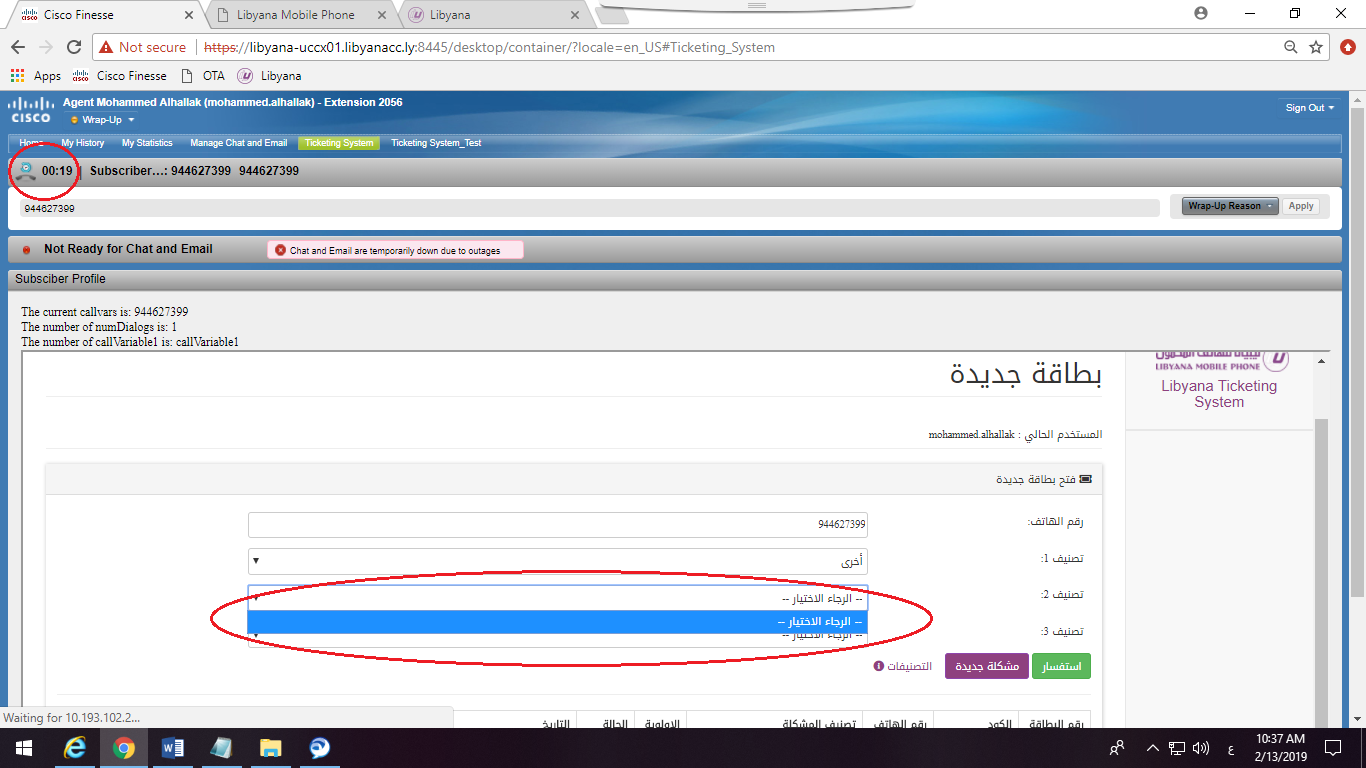 Cisco Finesse
Libyana Mobile Phone
Libyana
Not secure | https://libyana-uccx01.libyanacc.ly:8445/desktop/container/?locale=en_US#Ticketing_System
Apps Cisco Finesse OTA Libyana
CISCO
Agent Mohammed Alhallak (mohammed.alhallak) - Extension 2056
Sign Out
Wrap-Up
Home My History My Statistics Manage Chat and Email Ticketing System Ticketing System_Test
00:19 | Subscriber...: 944627399 944627399
944627399
Wrap-Up Reason Apply
Not Ready for Chat and Email
Chat and Email are temporarily down due to outages
Subsciber Profile
The current callvars is: 944627399
The number of numDialogs is: 1
The number of callVariable1 is: callVariable1
LIBYANA MOBILE PHONE
Libyana Ticketing
System
بطاقة جديدة
المستخدم الحالي : mohammed.alhallak
فتح بطاقة جديدة
رقم الهاتف: 944627399
تصنيف 1: أخرى
تصنيف 2: -- الرجاء الاختيار --
-- الرجاء الاختيار --
تصنيف 3: -- الرجاء الاختيار --
استفسار مشكلة جديدة التصنيفات
رقم البطاقة الكود رقم الهاتف تصنيف المشكلة الاولوية الحالة التاريخ
Waiting for 10.193.102.2...
ع
10:37 AM
2/13/2019